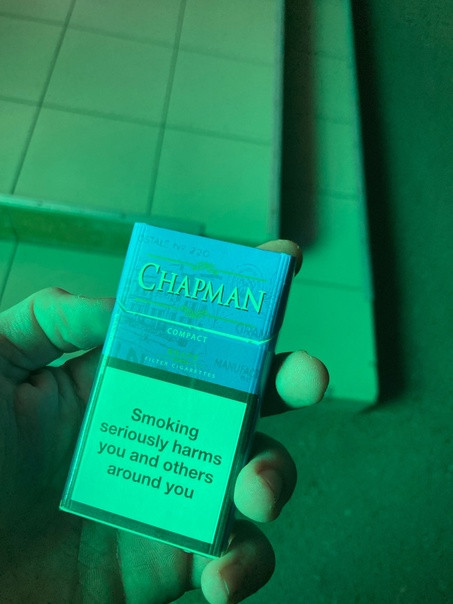 CHAPMAN
COMPACT
FILTER CIGARETTES
Smoking
seriously harms
you and others
around you